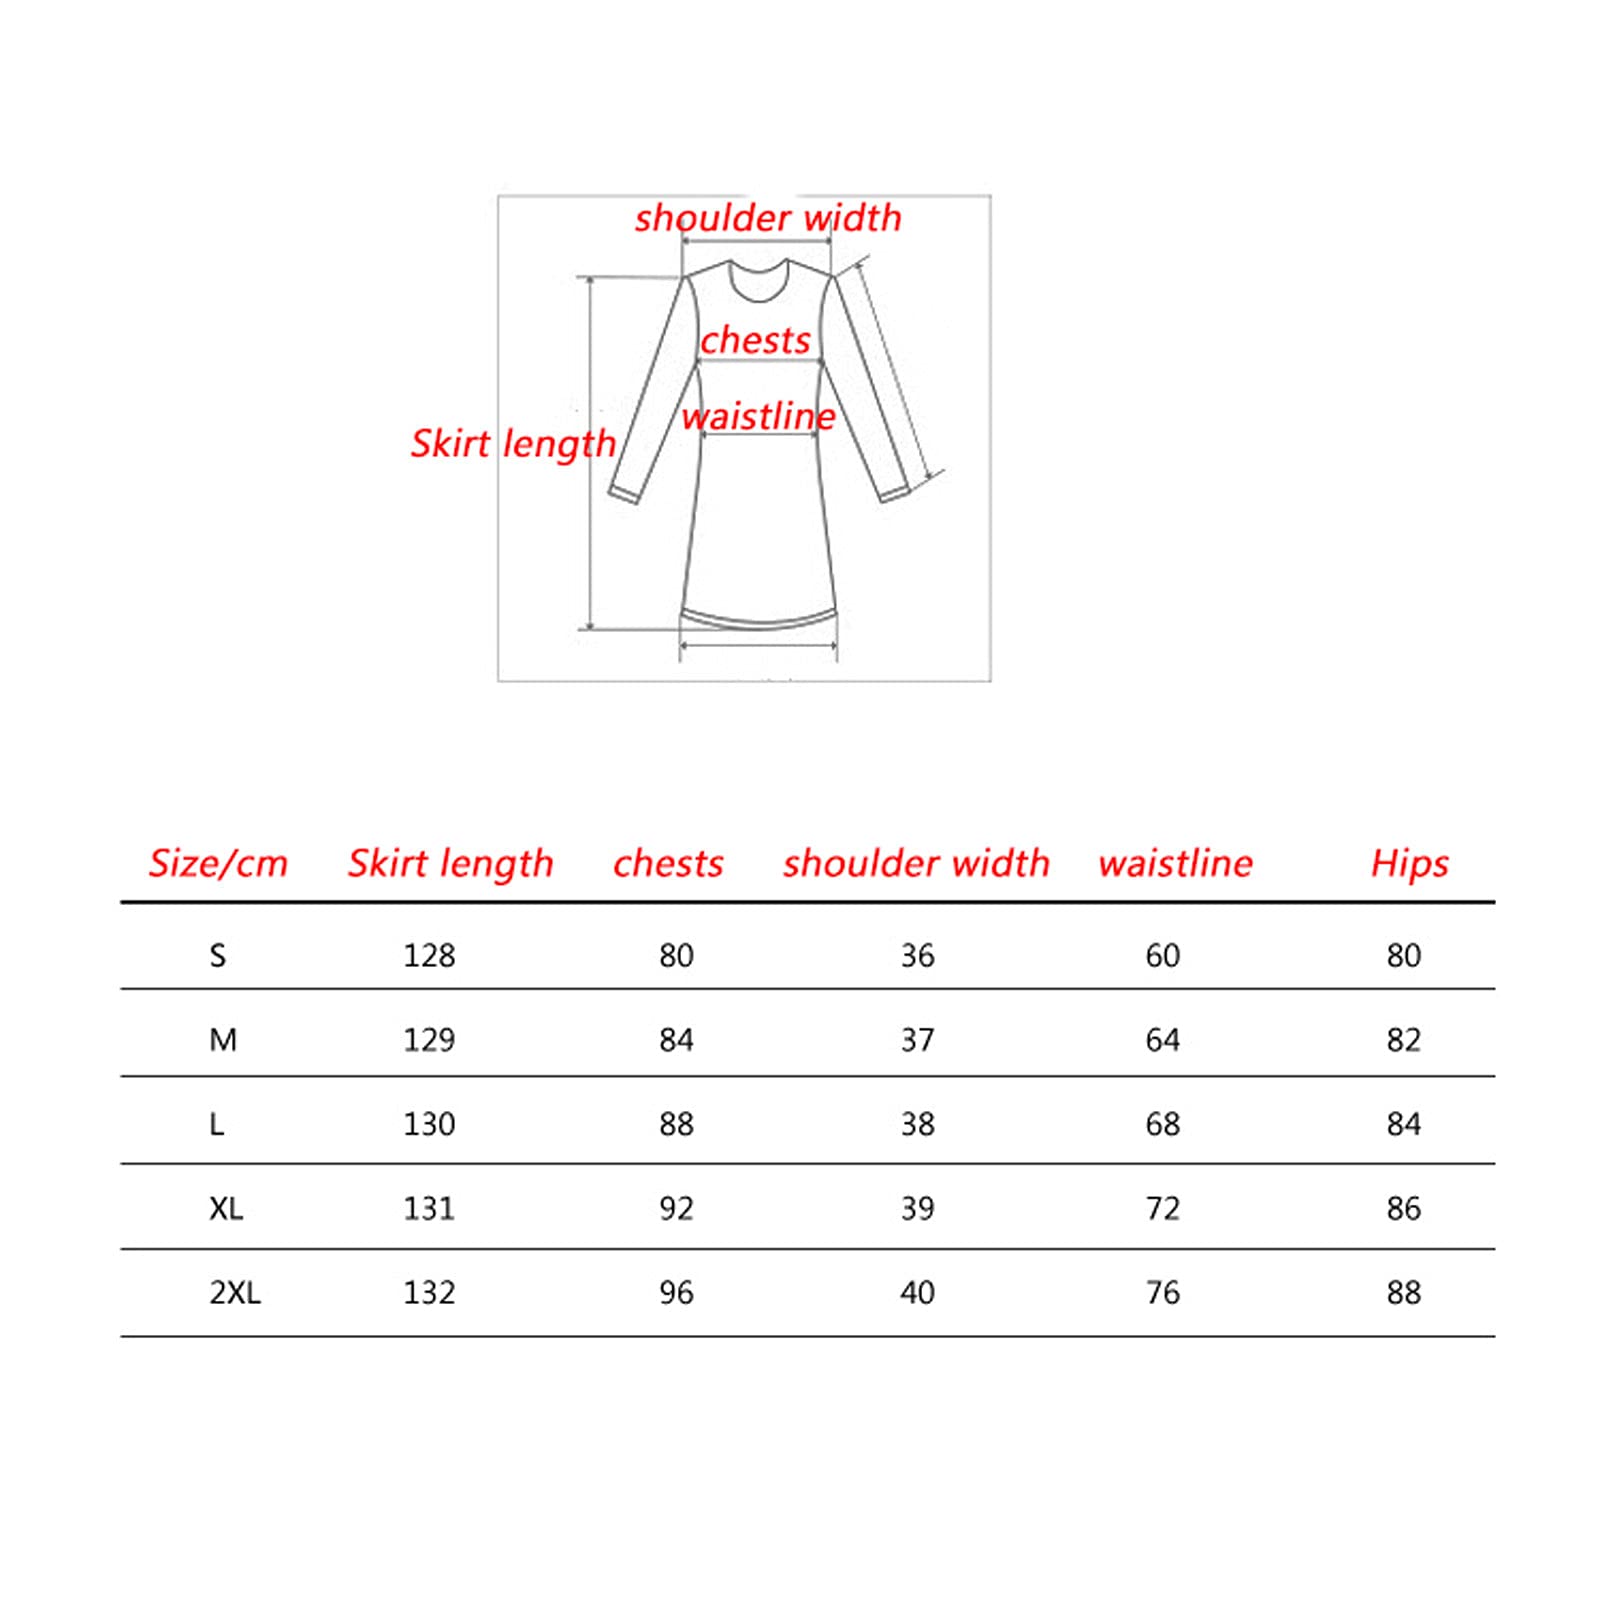 shoulder width
chests
waistline
Skirt length
Size/cm Skirt length chests shoulder width waistline Hips
S 128 80 36 60 80
M 129 84 37 64 82
L 130 88 38 68 84
XL 131 92 39 72 86
2XL 132 96 40 76 88